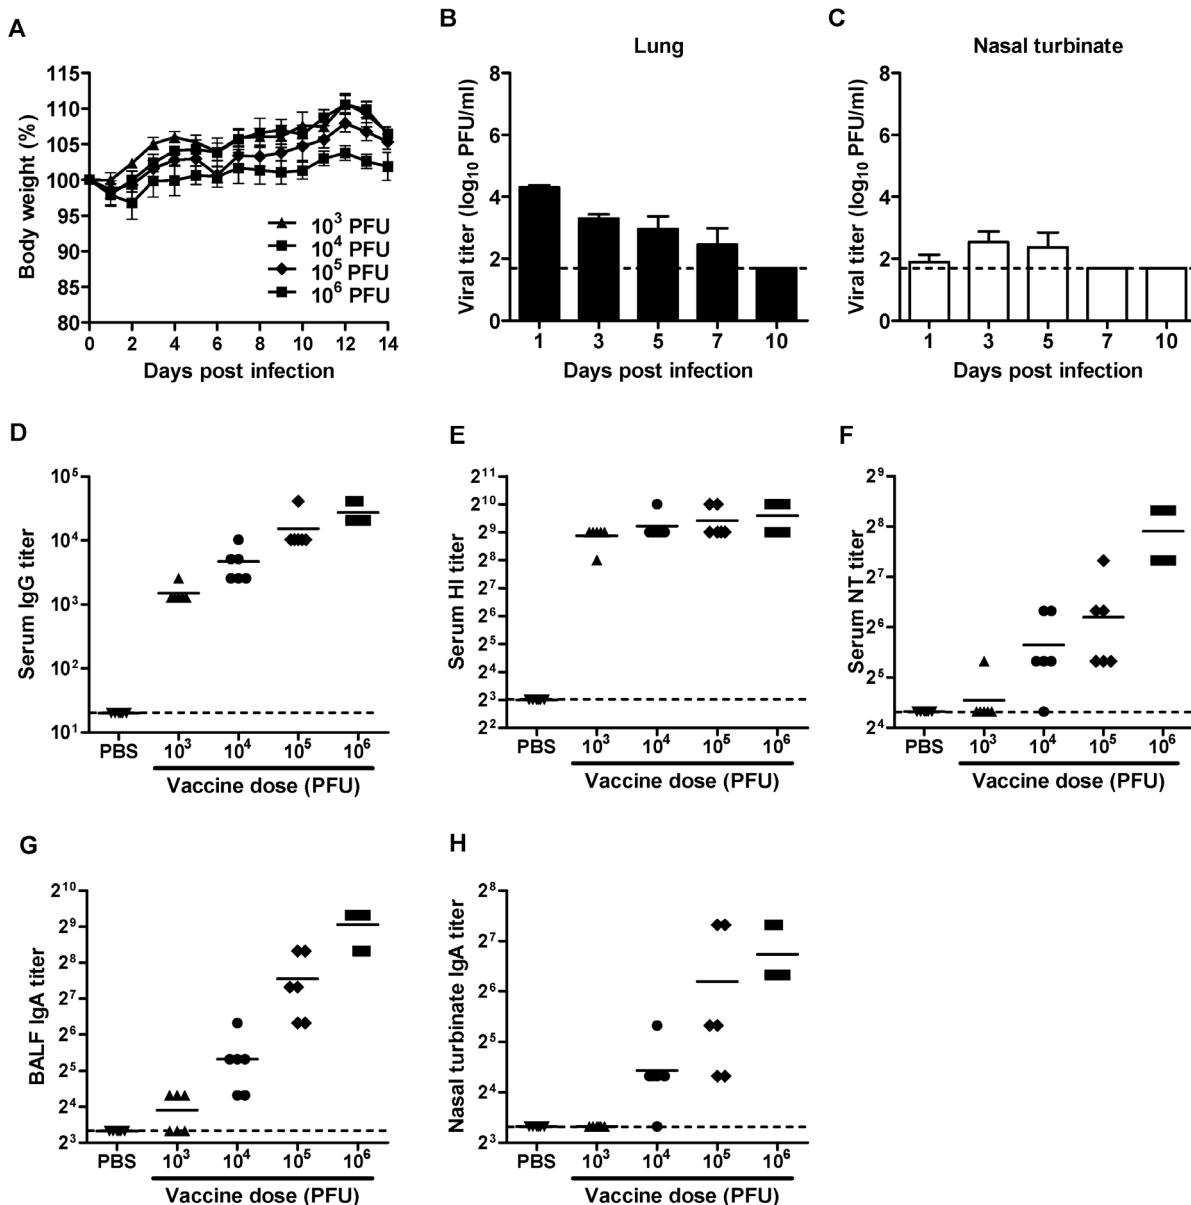 A
Body weight (%)
115
110
105
100
95
90
85
80
10³ PFU
10⁴ PFU
10⁵ PFU
10⁶ PFU
0 2 4 6 8 10 12 14
Days post infection
B
Lung
Viral titer (log₁₀ PFU/ml)
8
6
4
2
0
1 3 5 7 10
Days post infection
C
Nasal turbinate
Viral titer (log₁₀ PFU/ml)
8
6
4
2
0
1 3 5 7 10
Days post infection
D
Serum IgG titer
10⁵
10⁴
10³
10²
10¹
PBS 10³ 10⁴ 10⁵ 10⁶
Vaccine dose (PFU)
E
Serum HI titer
2¹¹
2¹⁰
2⁹
2⁸
2⁷
2⁶
2⁵
2⁴
2³
2²
PBS 10³ 10⁴ 10⁵ 10⁶
Vaccine dose (PFU)
F
Serum NT titer
2⁹
2⁸
2⁷
2⁶
2⁵
2⁴
PBS 10³ 10⁴ 10⁵ 10⁶
Vaccine dose (PFU)
G
BALF IgA titer
2¹⁰
2⁹
2⁸
2⁷
2⁶
2⁵
2⁴
2³
PBS 10³ 10⁴ 10⁵ 10⁶
Vaccine dose (PFU)
H
Nasal turbinate IgA titer
2⁸
2⁷
2⁶
2⁵
2⁴
2³
PBS 10³ 10⁴ 10⁵ 10⁶
Vaccine dose (PFU)